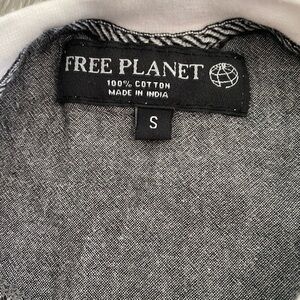 FREE PLANET
100% COTTON
MADE IN INDIA
S